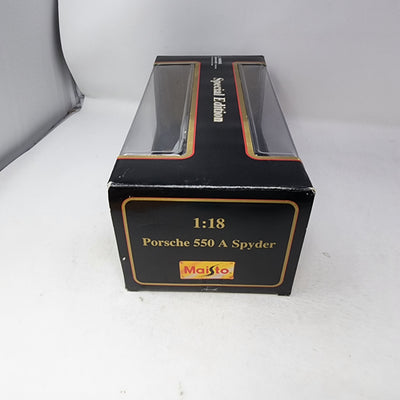 Special Edition
1:18
Porsche 550 A Spyder
Maisto